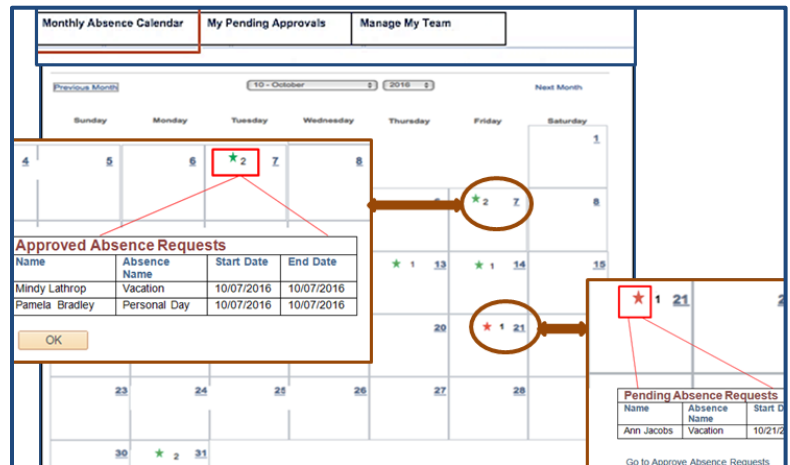 Monthly Absence Calendar My Pending Approvals Manage My Team
Previous Month 10 - October 2016 Next Month
Sunday Monday Tuesday Wednesday Thursday Friday Saturday
1
4 5 6 2 7 8
2 7 8
Approved Absence Requests
Name Absence Name Start Date End Date
Mindy Lathrop Vacation 10/07/2016 10/07/2016
Pamela Bradley Personal Day 10/07/2016 10/07/2016
OK
1 13 1 14 15
20 1 21
1 21
23 24 25 26 27 28
Pending Absence Requests
Name Absence Name Start D
Ann Jacobs Vacation 10/21/2
Go to Approve Absence Requests
30 2 31